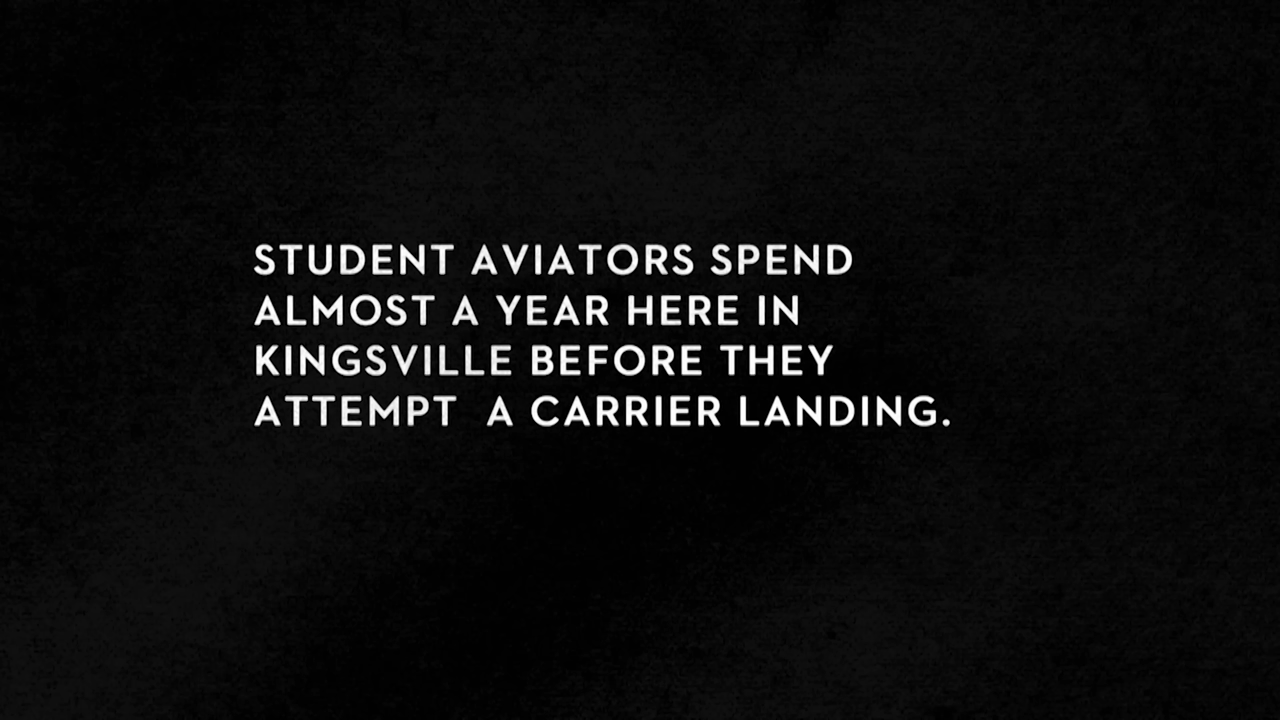 STUDENT AVIATORS SPEND
ALMOST A YEAR HERE IN
KINGSVILLE BEFORE THEY
ATTEMPT  A CARRIER LANDING.